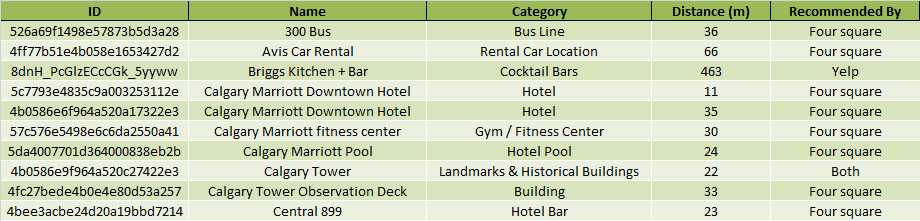 ID Name Category Distance (m) Recommended By
526a69f1498e57873b5d3a28 300 Bus Bus Line 36 Four square
4ff77b51e4b058e1653427d2 Avis Car Rental Rental Car Location 66 Four square
8dnH_PcGlzECcCGk_5yyww Briggs Kitchen + Bar Cocktail Bars 463 Yelp
5c7793e4835c9a003253112e Calgary Marriott Downtown Hotel Hotel 11 Four square
4b0586e6f964a520a17322e3 Calgary Marriott Downtown Hotel Hotel 35 Four square
57c576e5498e6c6da2550a41 Calgary Marriott fitness center Gym / Fitness Center 30 Four square
5da4007701d364000838eb2b Calgary Marriott Pool Hotel Pool 24 Four square
4b0586e9f964a520c27422e3 Calgary Tower Landmarks & Historical Buildings 22 Both
4fc27bede4b0e4e80d53a257 Calgary Tower Observation Deck Building 33 Four square
4bee3acbe24d20a19bbd7214 Central 899 Hotel Bar 23 Four square